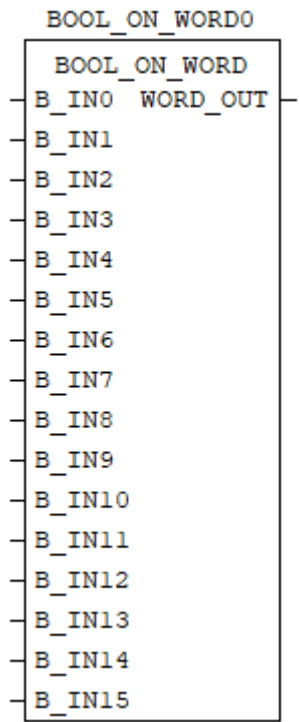 BOOL_ON_WORD0
BOOL_ON_WORD
B_IN0 WORD_OUT
B_IN1
B_IN2
B_IN3
B_IN4
B_IN5
B_IN6
B_IN7
B_IN8
B_IN9
B_IN10
B_IN11
B_IN12
B_IN13
B_IN14
B_IN15